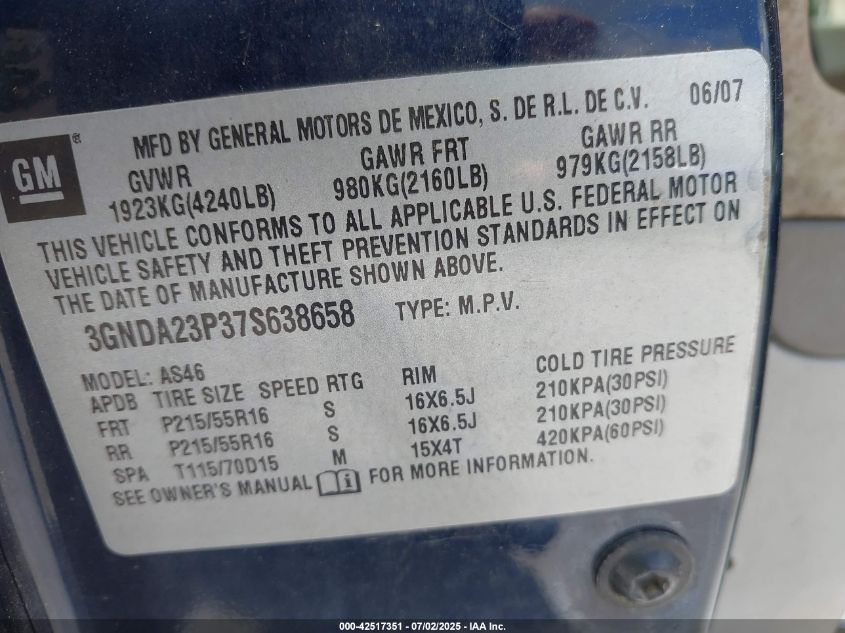 MFD BY GENERAL MOTORS DE MEXICO, S. DE R.L. DE C.V. 06/07
GM®
GVWR GAWR FRT GAWR RR
1923KG(4240LB) 980KG(2160LB) 979KG(2158LB)
THIS VEHICLE CONFORMS TO ALL APPLICABLE U.S. FEDERAL MOTOR
VEHICLE SAFETY AND THEFT PREVENTION STANDARDS IN EFFECT ON
THE DATE OF MANUFACTURE SHOWN ABOVE.
3GNDA23P37S638658 TYPE: M.P.V.
MODEL: AS46
APDB TIRE SIZE SPEED RTG RIM COLD TIRE PRESSURE
FRT P215/55R16 S 16X6.5J 210KPA(30PSI)
RR P215/55R16 S 16X6.5J 210KPA(30PSI)
SPA T115/70D15 M 15X4T 420KPA(60PSI)
SEE OWNER'S MANUAL i FOR MORE INFORMATION.
000-42517351 - 07/02/2025 - IAA Inc.